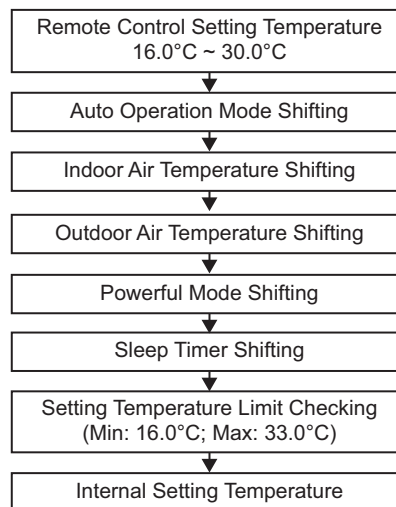 Remote Control Setting Temperature
16.0°C ~ 30.0°C
Auto Operation Mode Shifting
Indoor Air Temperature Shifting
Outdoor Air Temperature Shifting
Powerful Mode Shifting
Sleep Timer Shifting
Setting Temperature Limit Checking
(Min: 16.0°C; Max: 33.0°C)
Internal Setting Temperature